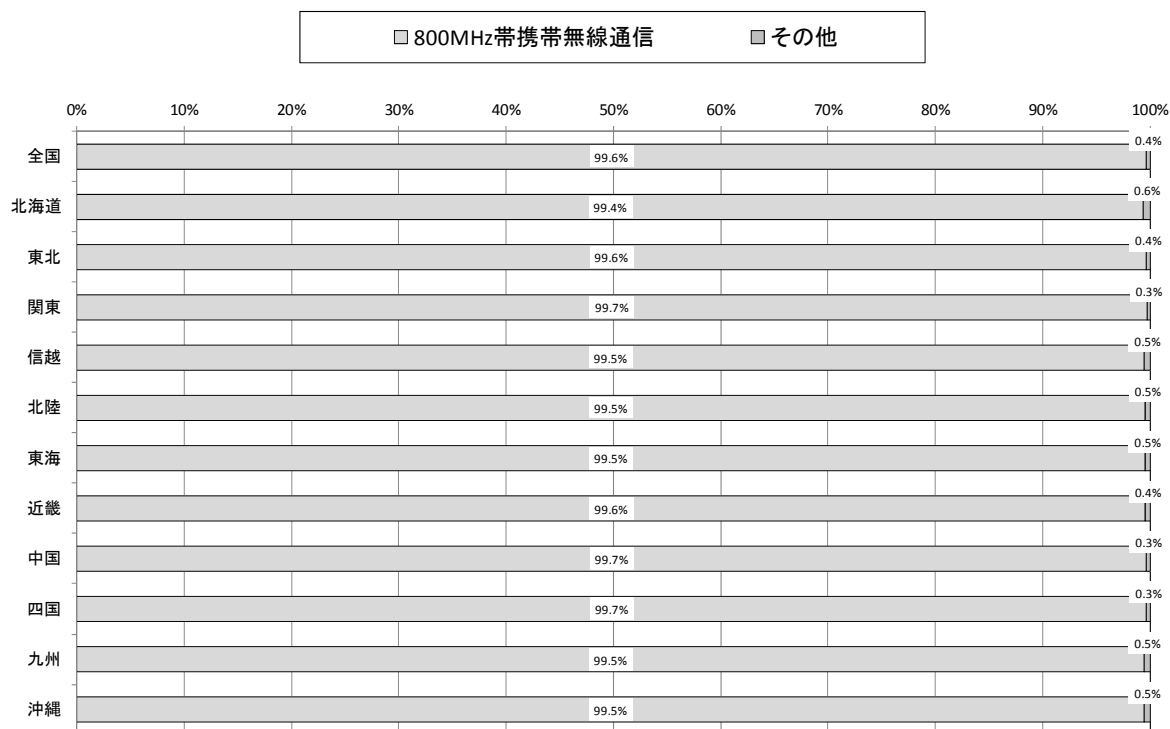 800MHz帯携帯無線通信 その他
0% 10% 20% 30% 40% 50% 60% 70% 80% 90% 100%
全国 99.6% 0.4%
北海道 99.4% 0.6%
東北 99.6% 0.4%
関東 99.7% 0.3%
信越 99.5% 0.5%
北陸 99.5% 0.5%
東海 99.5% 0.5%
近畿 99.6% 0.4%
中国 99.7% 0.3%
四国 99.7% 0.3%
九州 99.5% 0.5%
沖縄 99.5% 0.5%